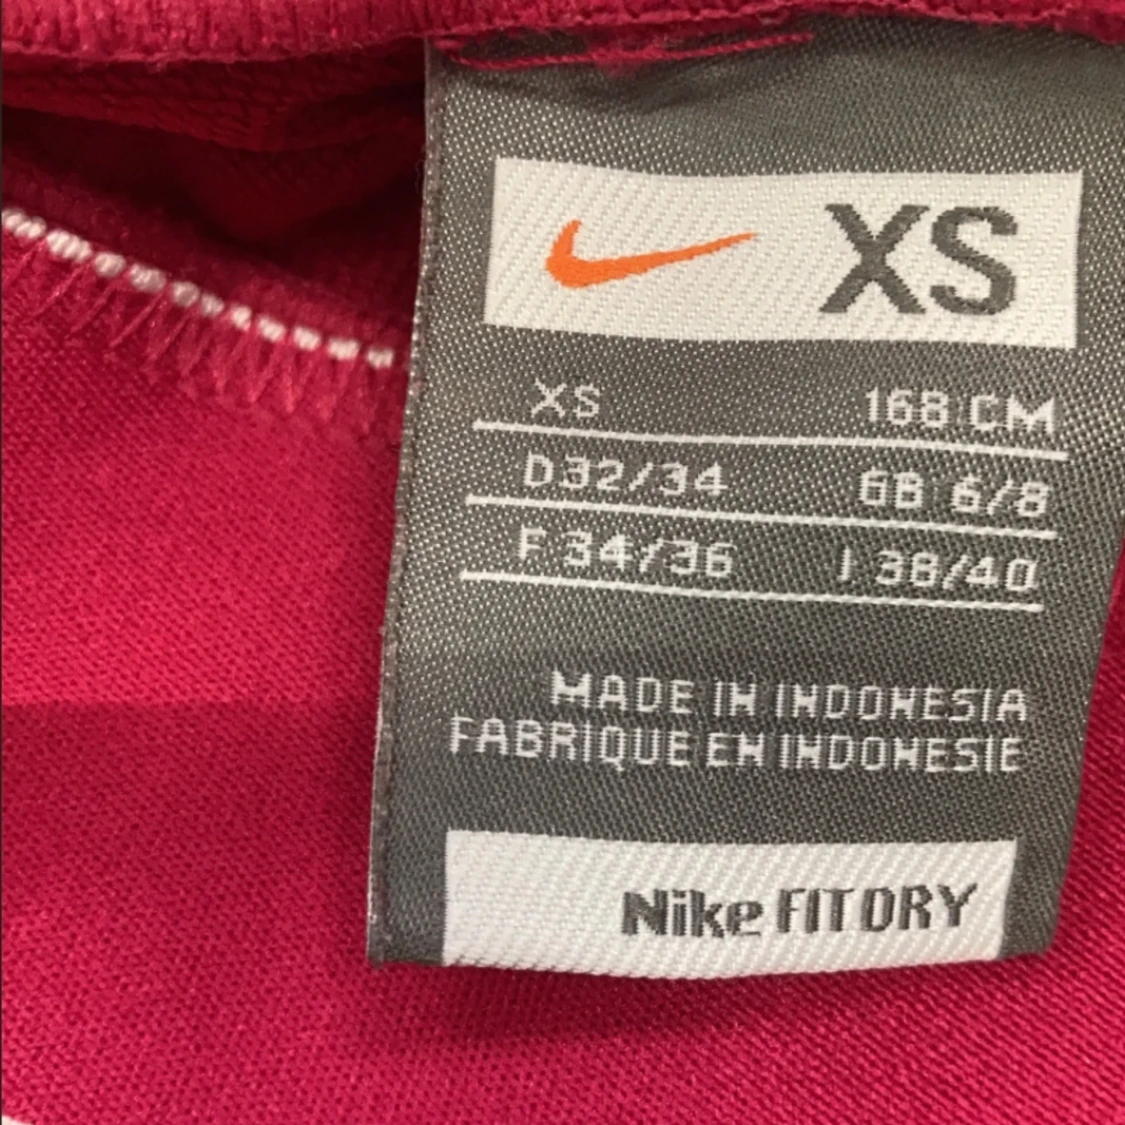 XS
XS 168 CM
D 32/34 GB 6/8
F 34/36 I 38/40
MADE IN INDONESIA
FABRIQUE EN INDONESIE
Nike FIT DRY